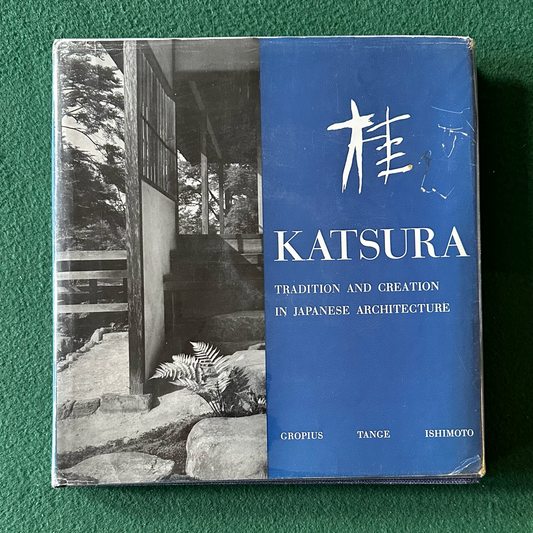 桂
KATSURA
TRADITION AND CREATION
IN JAPANESE ARCHITECTURE
GROPIUS TANGE ISHIMOTO